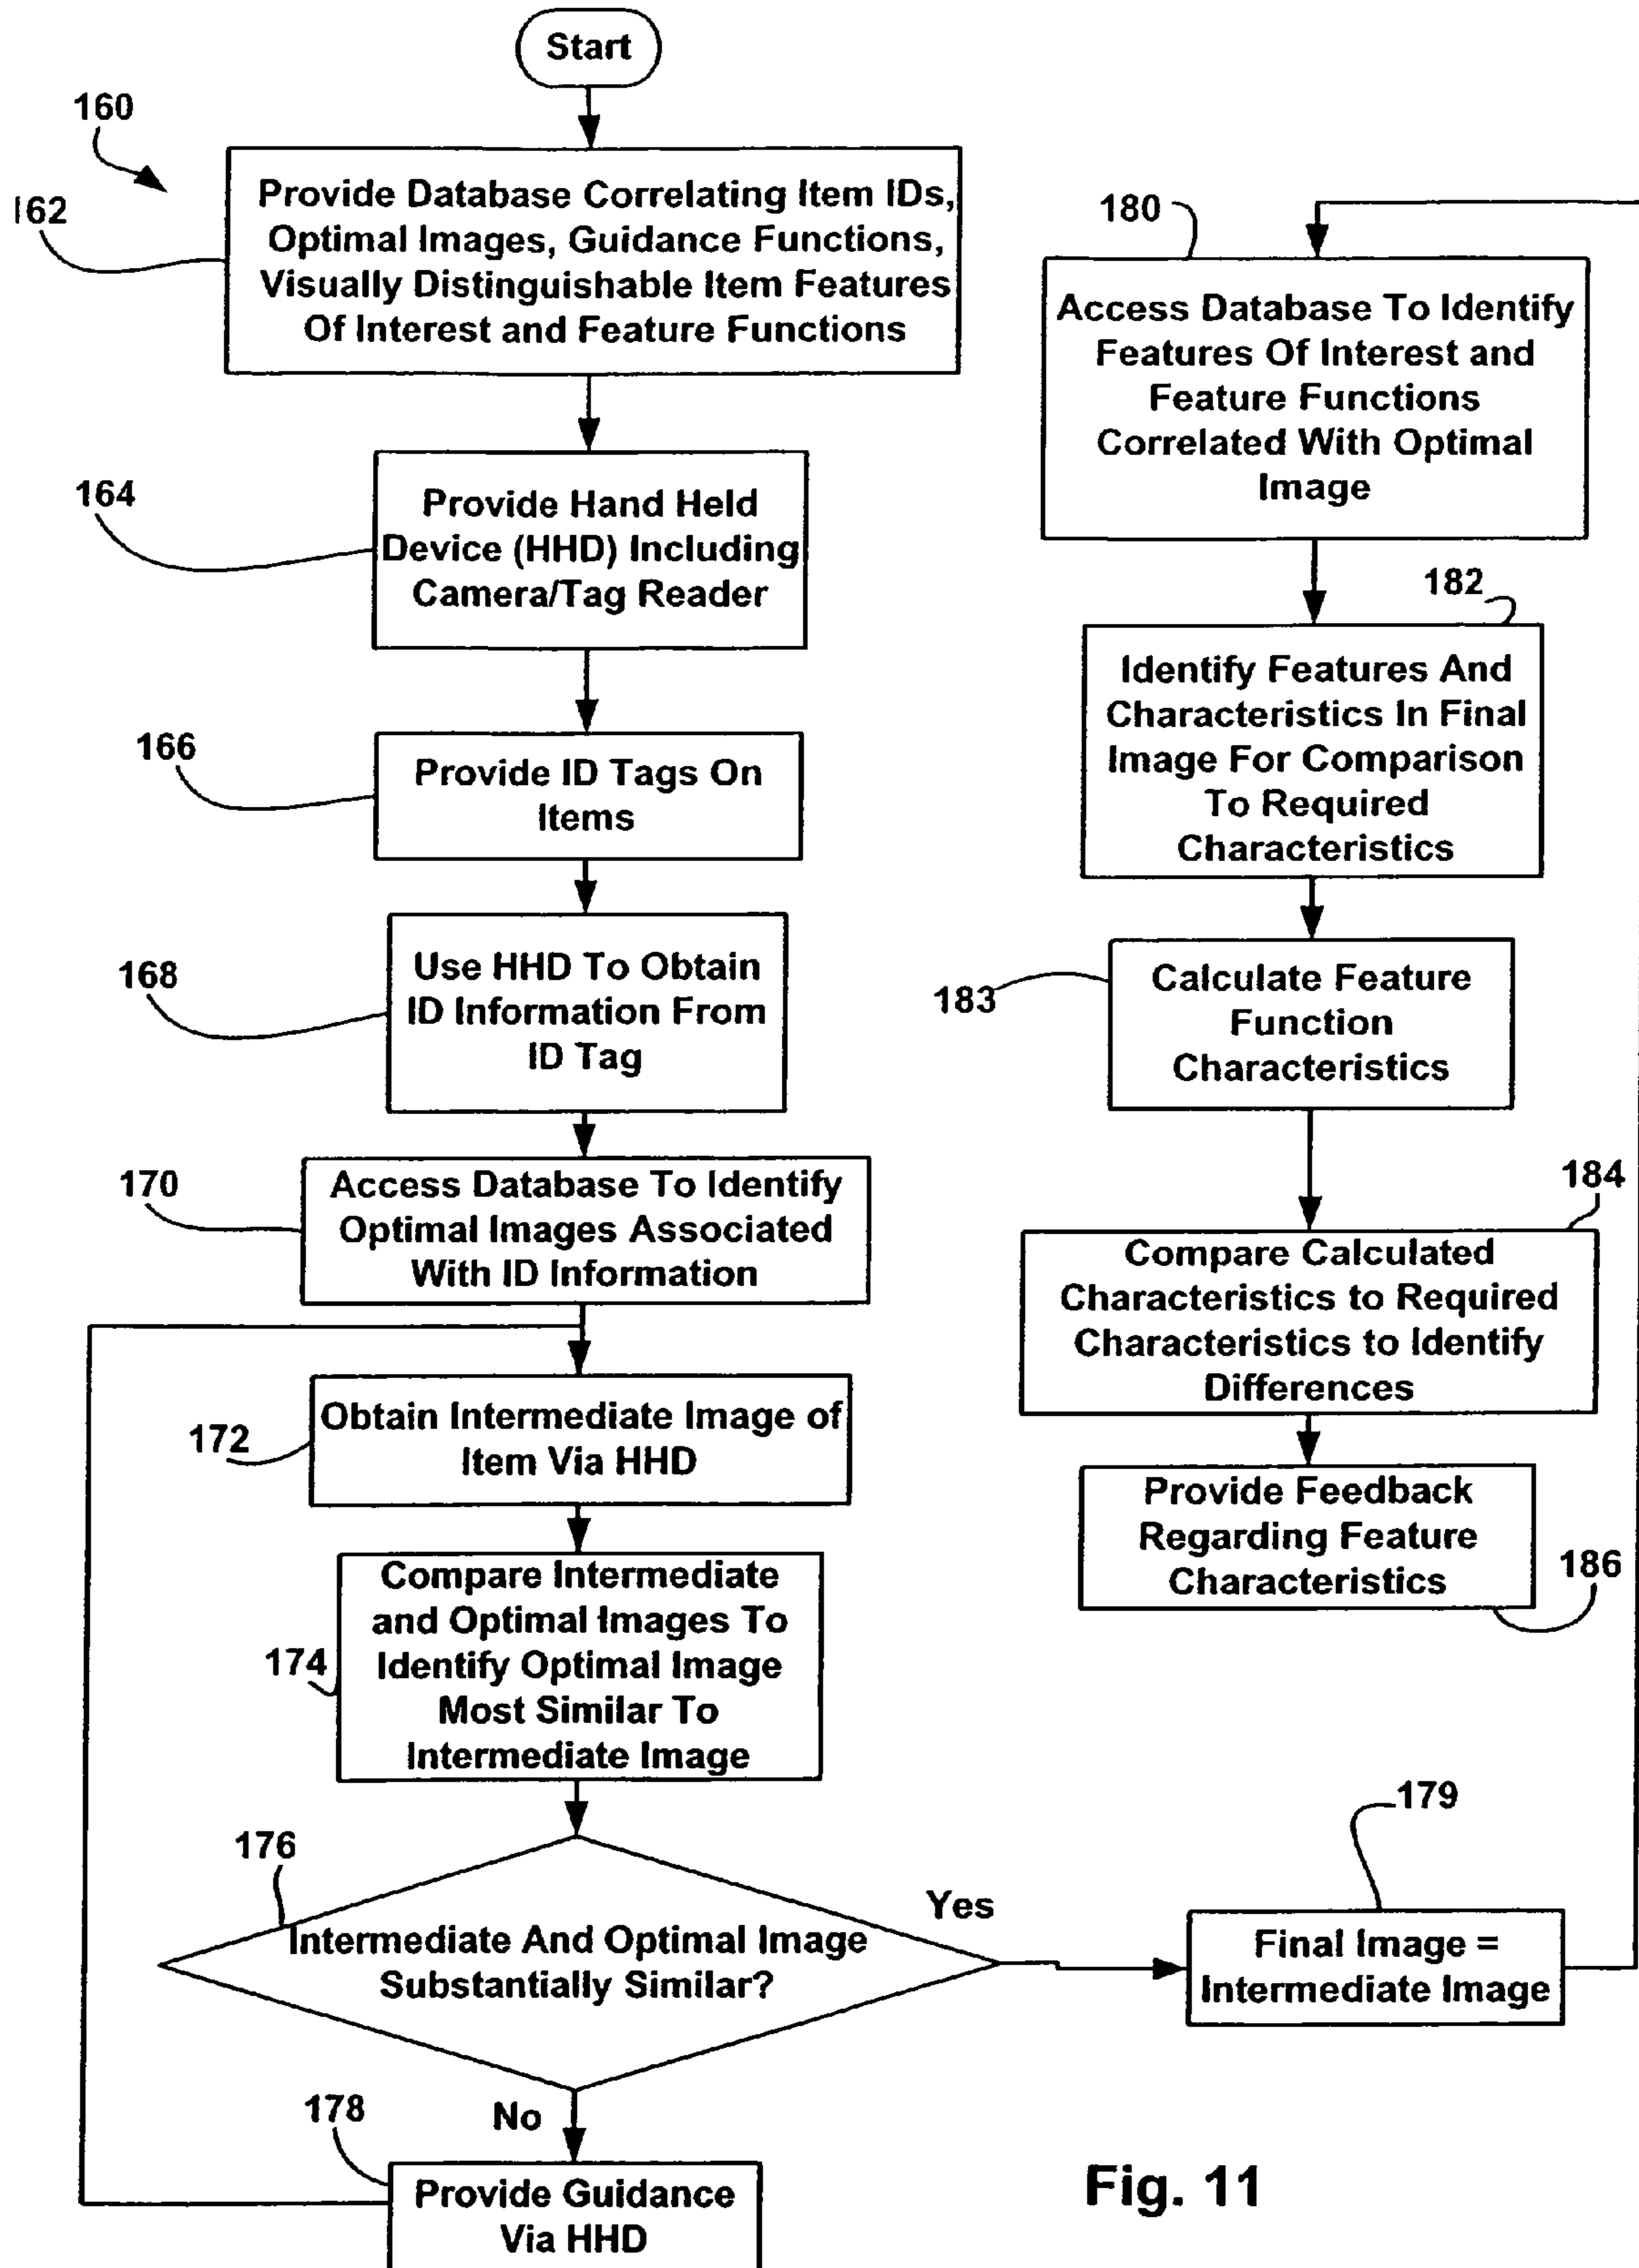 Start
160
162
Provide Database Correlating Item IDs,
Optimal Images, Guidance Functions,
Visually Distinguishable Item Features
Of Interest and Feature Functions
164
Provide Hand Held
Device (HHD) Including
Camera/Tag Reader
166
Provide ID Tags On
Items
168
Use HHD To Obtain
ID Information From
ID Tag
170
Access Database To Identify
Optimal Images Associated
With ID Information
172
Obtain Intermediate Image of
Item Via HHD
174
Compare Intermediate
and Optimal Images To
Identify Optimal Image
Most Similar To
Intermediate Image
176
Intermediate And Optimal Image
Substantially Similar?
Yes
No
178
Provide Guidance
Via HHD
179
Final Image =
Intermediate Image
180
Access Database To Identify
Features Of Interest and
Feature Functions
Correlated With Optimal
Image
182
Identify Features And
Characteristics In Final
Image For Comparison
To Required
Characteristics
183
Calculate Feature
Function
Characteristics
184
Compare Calculated
Characteristics to Required
Characteristics to Identify
Differences
Provide Feedback
Regarding Feature
Characteristics
186
Fig. 11